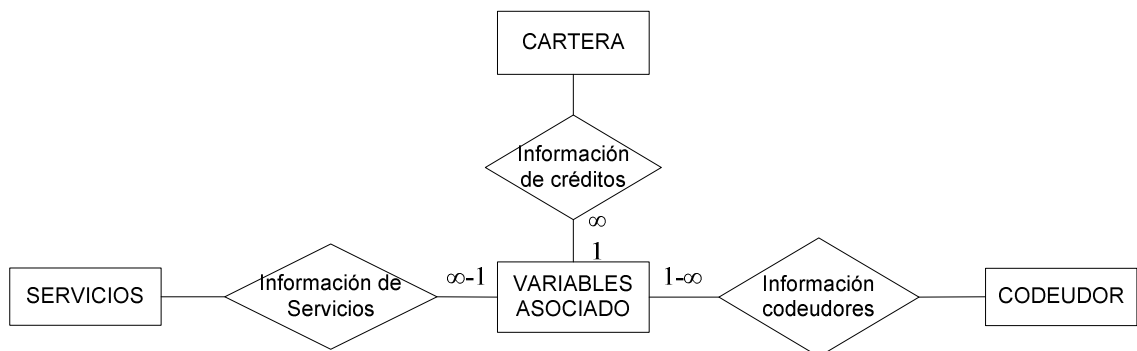 CARTERA
Información
de créditos
∞
1
SERVICIOS
Información de
Servicios
∞-1
VARIABLES
ASOCIADO
1-∞
Información
codeudores
CODEUDOR